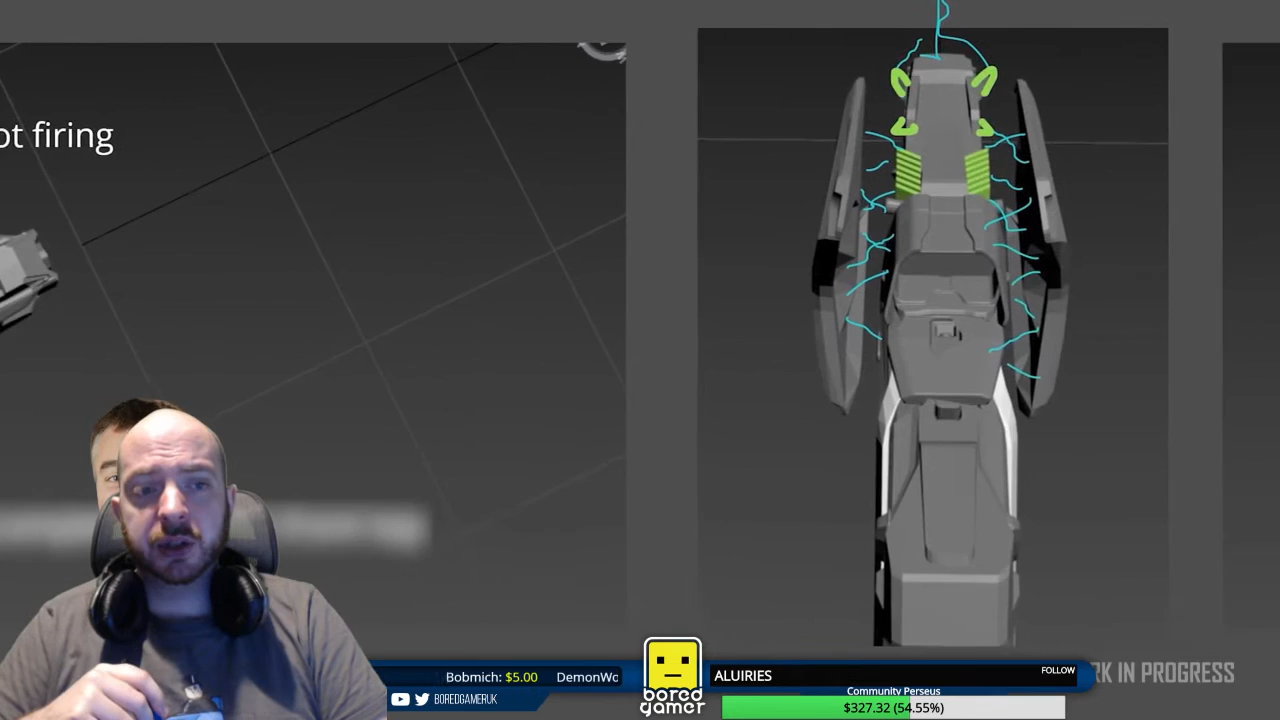 ot firing
Bobmich: $5.00 DemonWo
BOREDGAMERUK
bored
gamer
ALUIRIES
FOLLOW
Community Perseus
$327.32 (54.55%)
RK IN PROGRESS